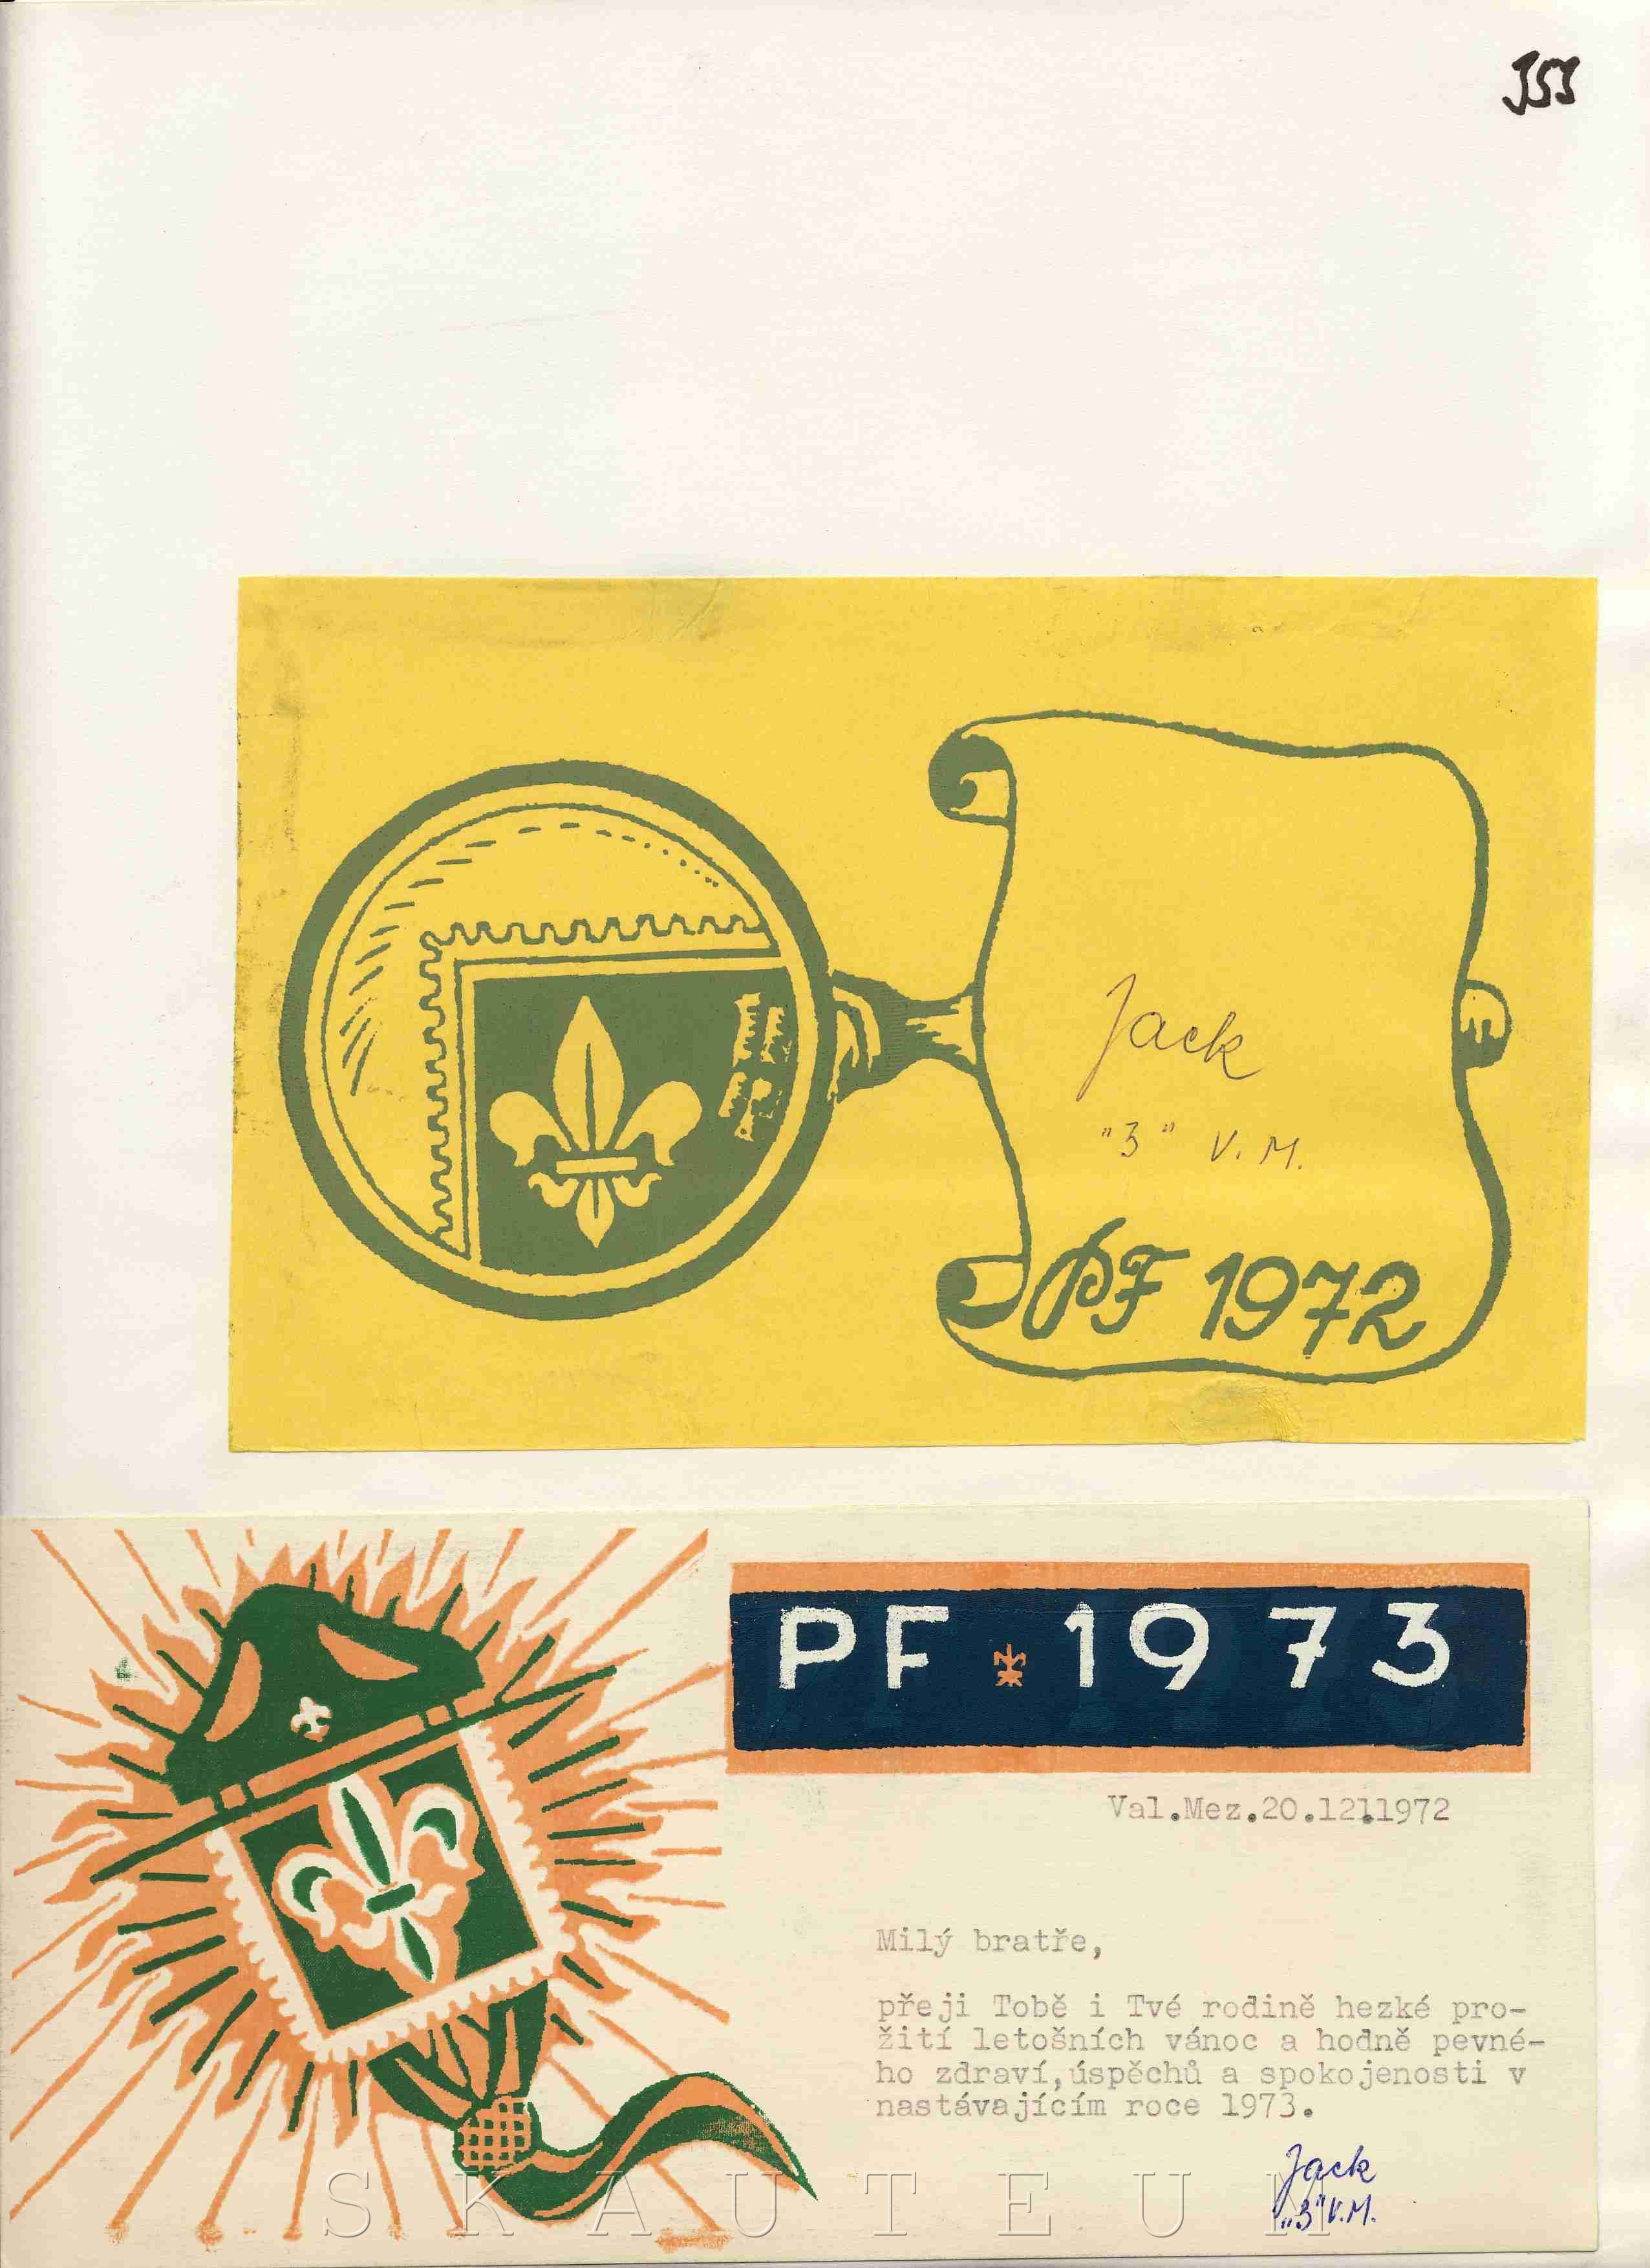 Jack
"3" V.M.
PF 1972
PF 1973
Val.Mez.20.12.1972
Milý bratře,
přeji Tobě i Tvé rodině hezké pro-
žití letošních vánoc a hodně pevné-
ho zdraví,úspěchů a spokojenosti v
nastávajícím roce 1973.
Jack
"3" V.M.
SKAUTEUM